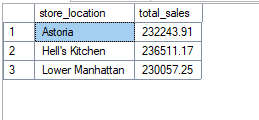 store_location total_sales
1 Astoria 232243.91
2 Hell's Kitchen 236511.17
3 Lower Manhattan 230057.25